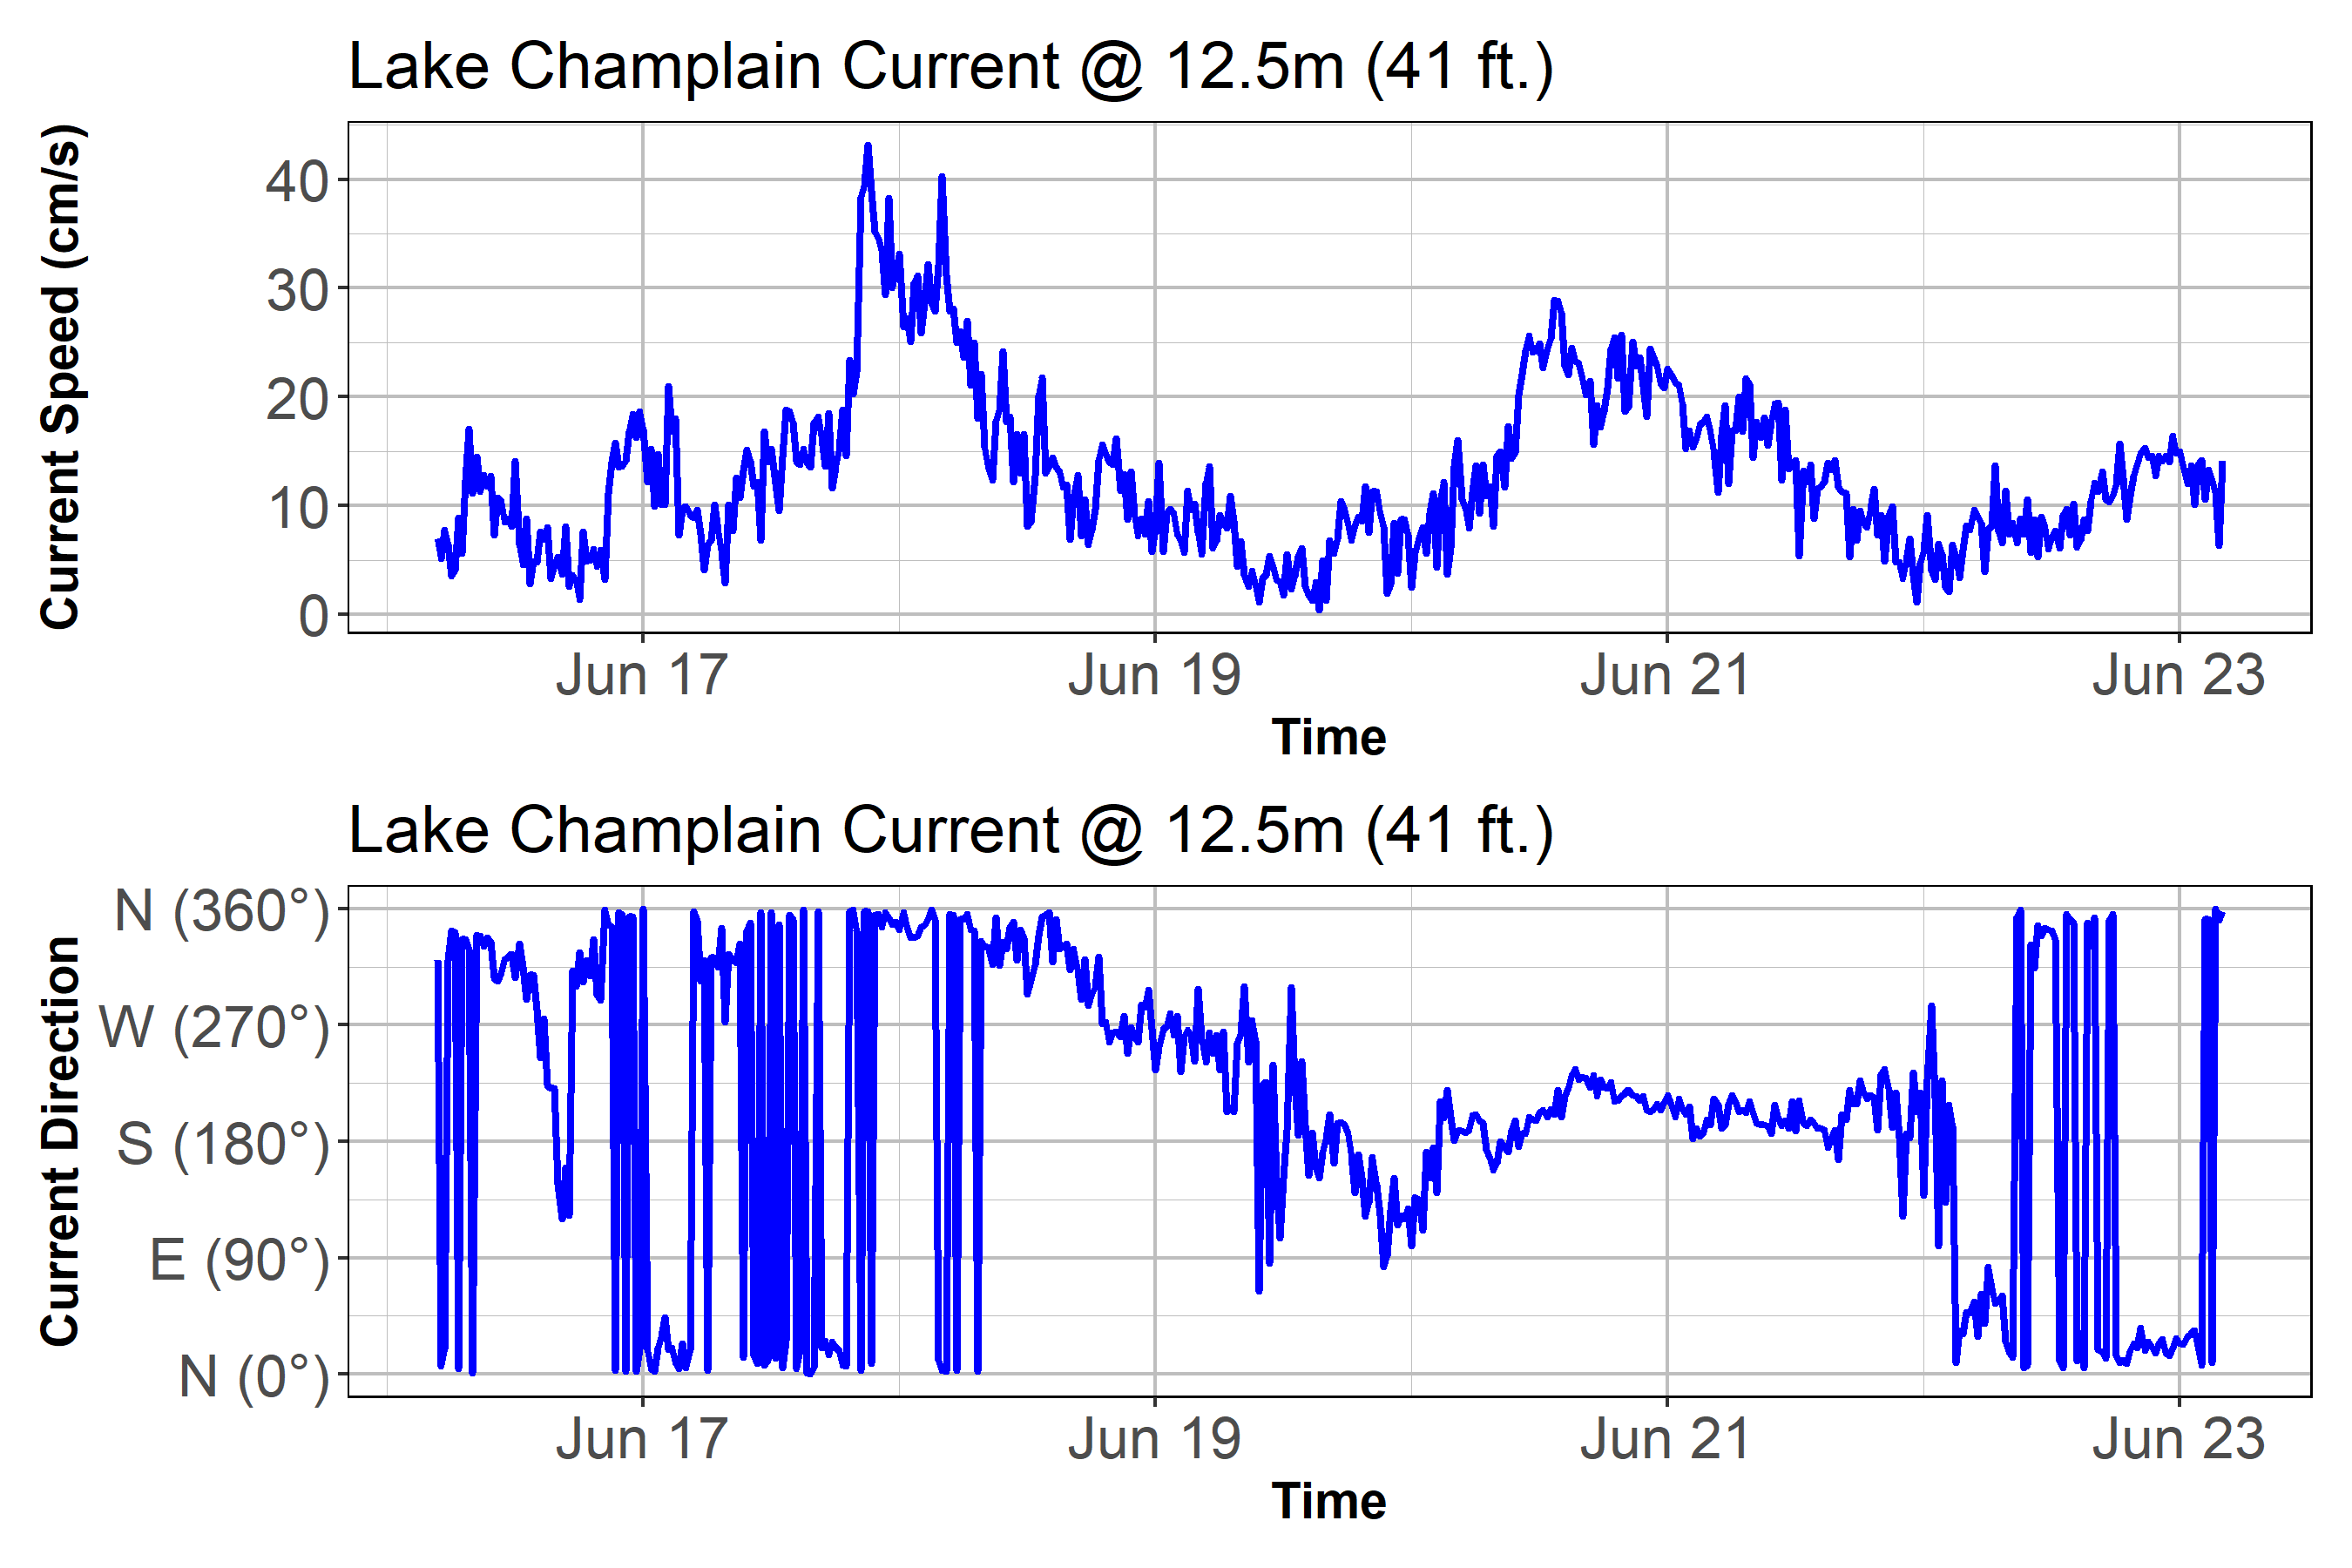 Lake Champlain Current @ 12.5m (41 ft.)
Current Speed (cm/s)
40
30
20
10
0
Jun 17 Jun 19 Jun 21 Jun 23
Time
Lake Champlain Current @ 12.5m (41 ft.)
Current Direction
N (360°)
W (270°)
S (180°)
E (90°)
N (0°)
Jun 17 Jun 19 Jun 21 Jun 23
Time